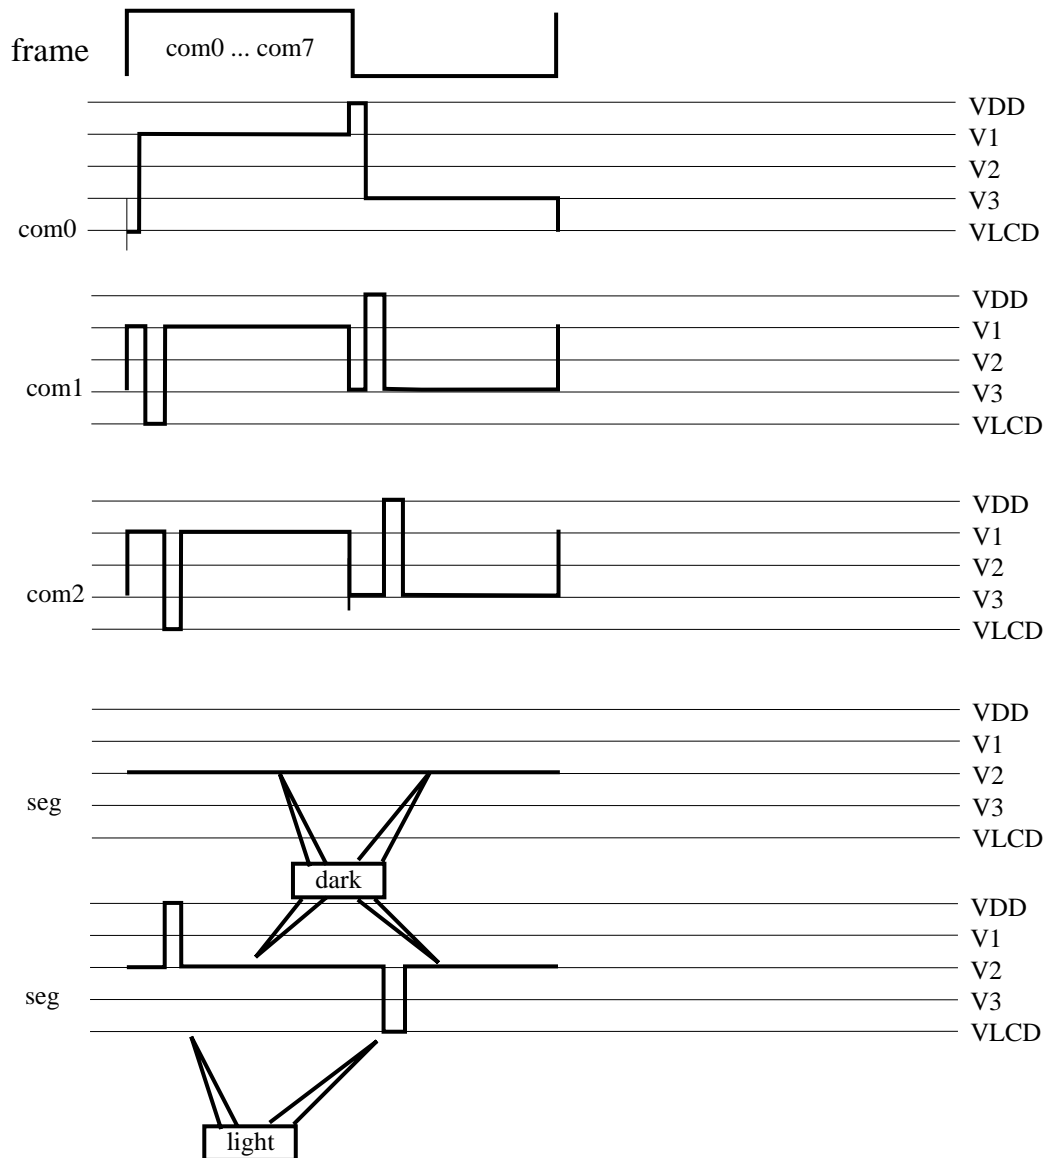 frame
com0 ... com7
VDD
V1
V2
V3
com0
VLCD
VDD
V1
V2
com1
V3
VLCD
VDD
V1
V2
com2
V3
VLCD
VDD
V1
V2
seg
V3
VLCD
dark
VDD
V1
V2
seg
V3
VLCD
light